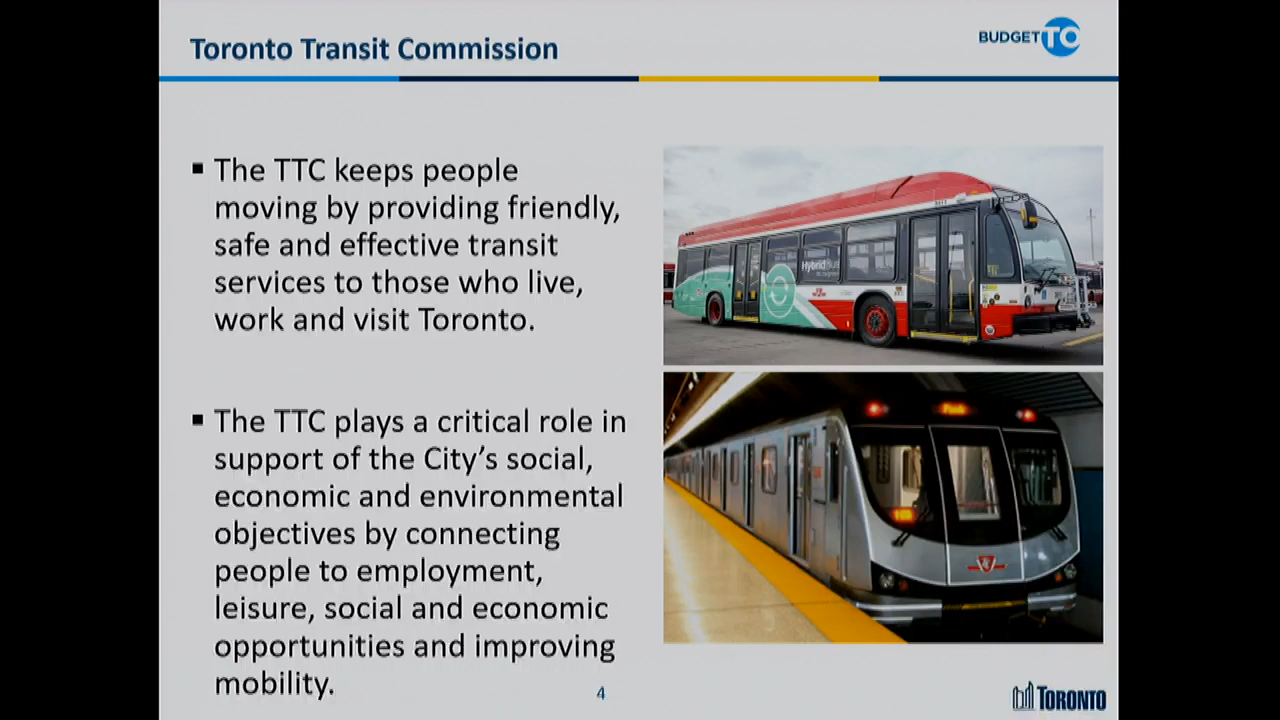 Toronto Transit Commission
BUDGETTO
▪ The TTC keeps people
moving by providing friendly,
safe and effective transit
services to those who live,
work and visit Toronto.
Hybrid
▪ The TTC plays a critical role in
support of the City's social,
economic and environmental
objectives by connecting
people to employment,
leisure, social and economic
opportunities and improving
mobility.
4
TORONTO